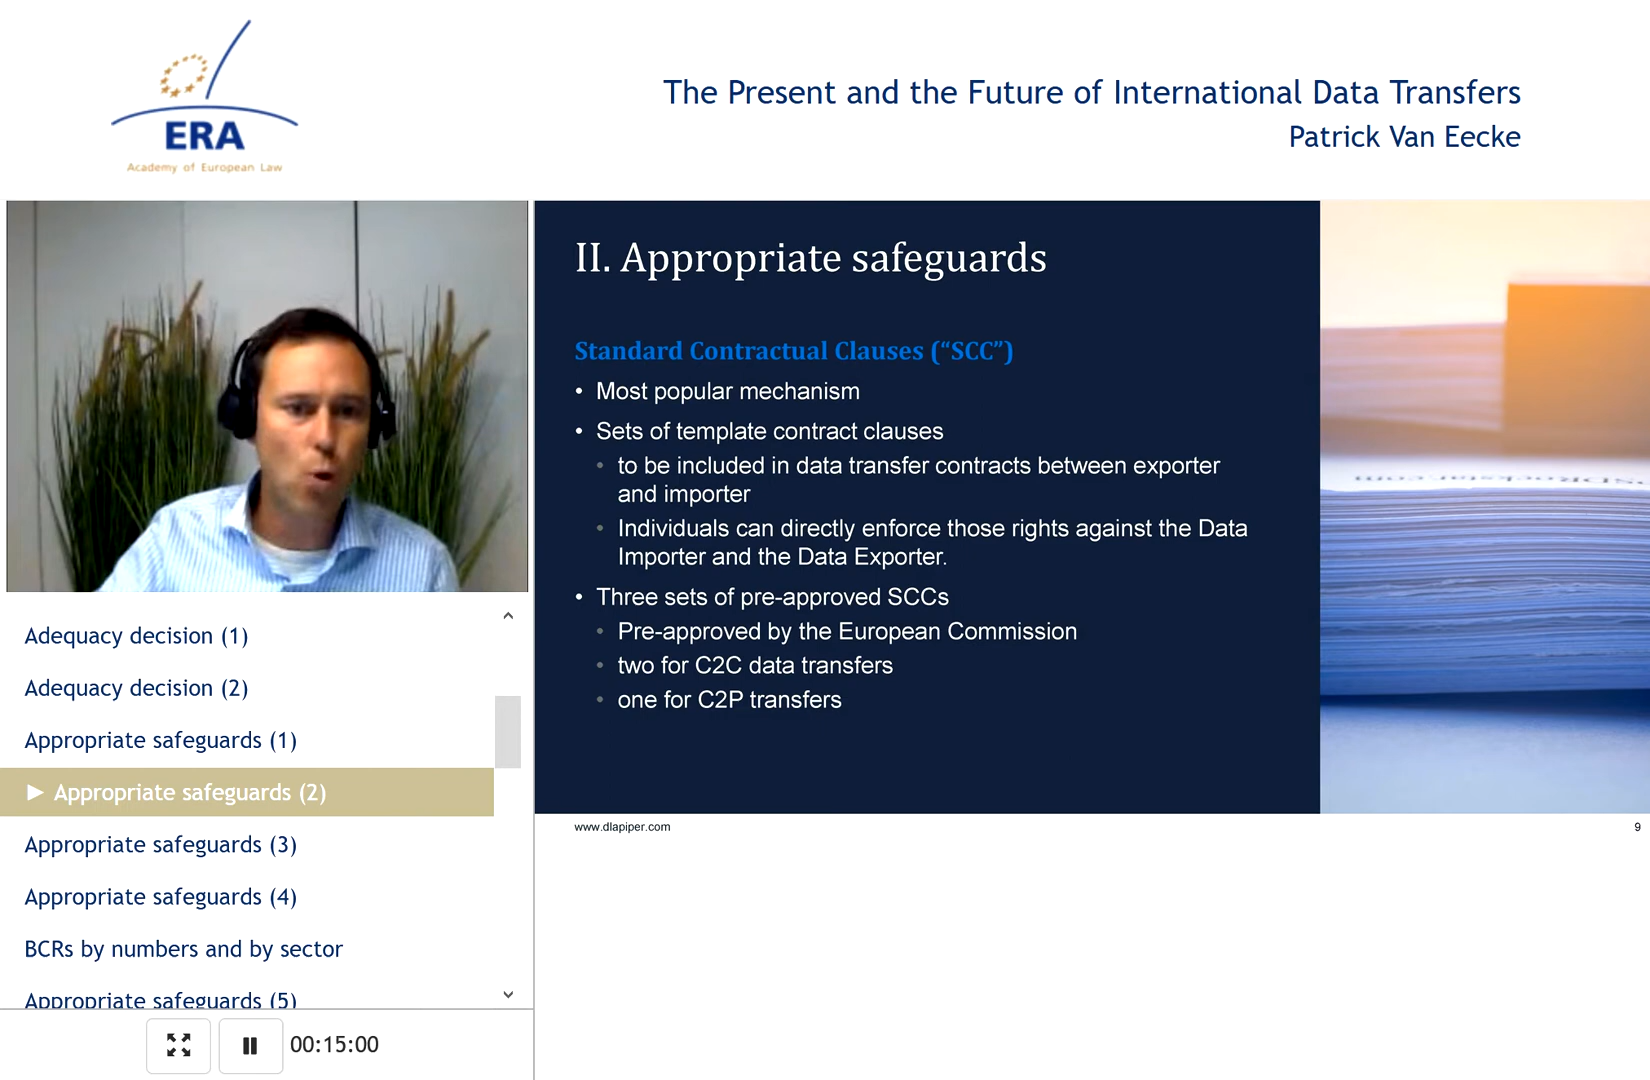 ERA
Academy of European Law
The Present and the Future of International Data Transfers
Patrick Van Eecke
II. Appropriate safeguards
Standard Contractual Clauses (“SCC”)
• Most popular mechanism
• Sets of template contract clauses
• to be included in data transfer contracts between exporter
and importer
• Individuals can directly enforce those rights against the Data
Importer and the Data Exporter.
• Three sets of pre-approved SCCs
• Pre-approved by the European Commission
• two for C2C data transfers
• one for C2P transfers
www.dlapiper.com
9
Adequacy decision (1)
Adequacy decision (2)
Appropriate safeguards (1)
► Appropriate safeguards (2)
Appropriate safeguards (3)
Appropriate safeguards (4)
BCRs by numbers and by sector
Appropriate safeguards (5)
00:15:00